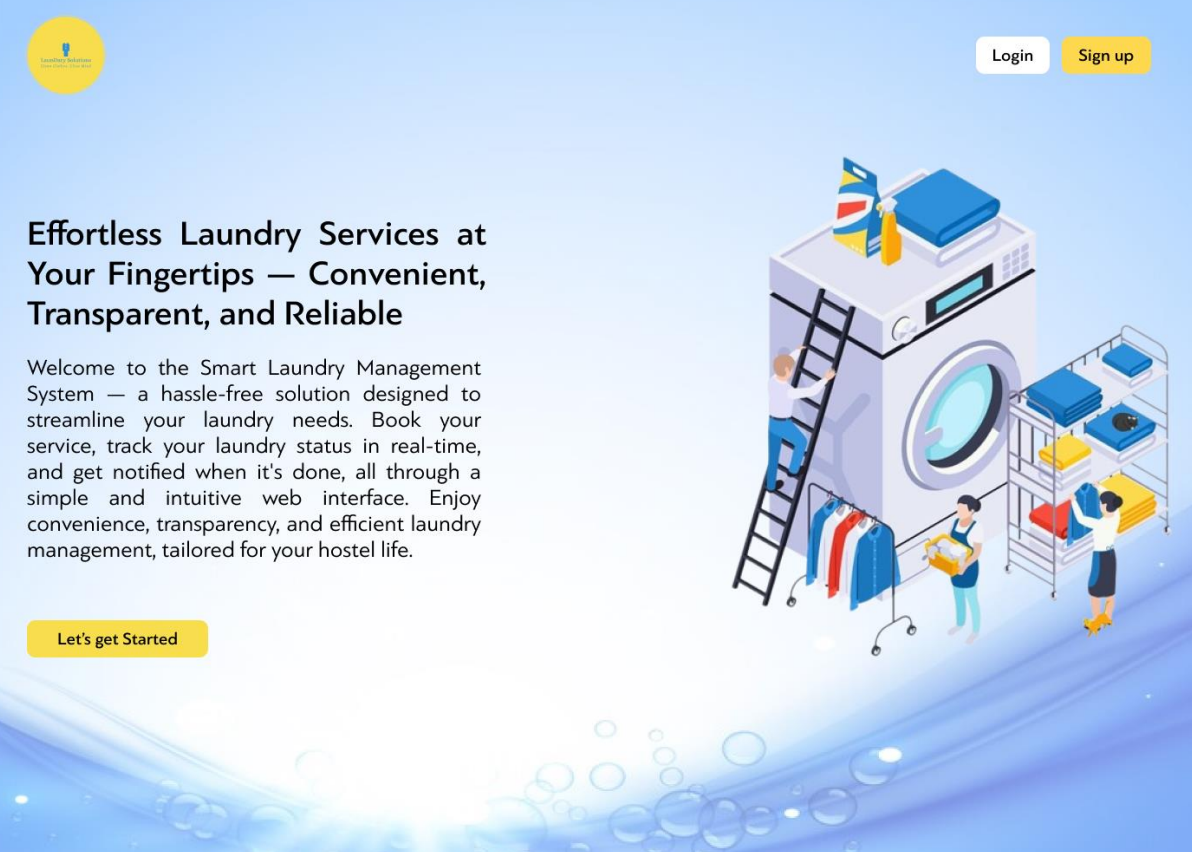 Login
Sign up
Effortless Laundry Services at
Your Fingertips — Convenient,
Transparent, and Reliable
Welcome to the Smart Laundry Management
System — a hassle-free solution designed to
streamline your laundry needs. Book your
service, track your laundry status in real-time,
and get notified when it's done, all through a
simple and intuitive web interface. Enjoy
convenience, transparency, and efficient laundry
management, tailored for your hostel life.
Let's get Started